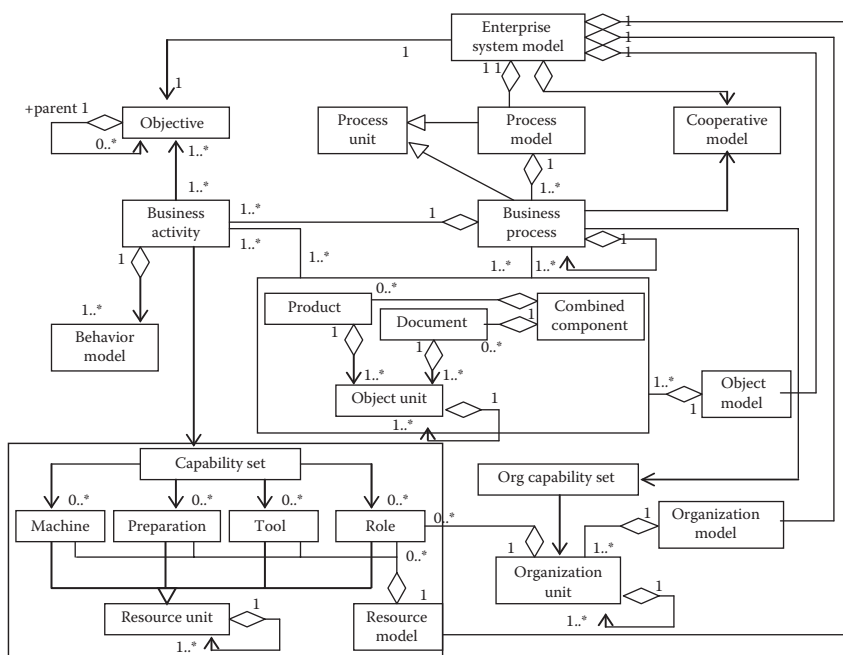 Enterprise
system model
1
1
1
1
1 1
1
+parent 1
Objective
0..*
1..*
Process
unit
Process
model
Cooperative
model
1
1..*
1..*
Business
activity
1..*
1
Business
process
1..*
1
1
1..*
1..*
0..*
Product
Combined
component
1..*
Behavior
model
1
Document
1
1
0..*
1..*
1..*
1..*
Object unit
1
Object
model
1
1..*
Capability set
Org capability set
0..*
0..*
0..*
0..*
Machine
Preparation
Tool
Role
0..*
1
Organization
model
0..*
1
1..*
Organization
unit
Resource unit
1
1
Resource
model
1..*
1
1..*